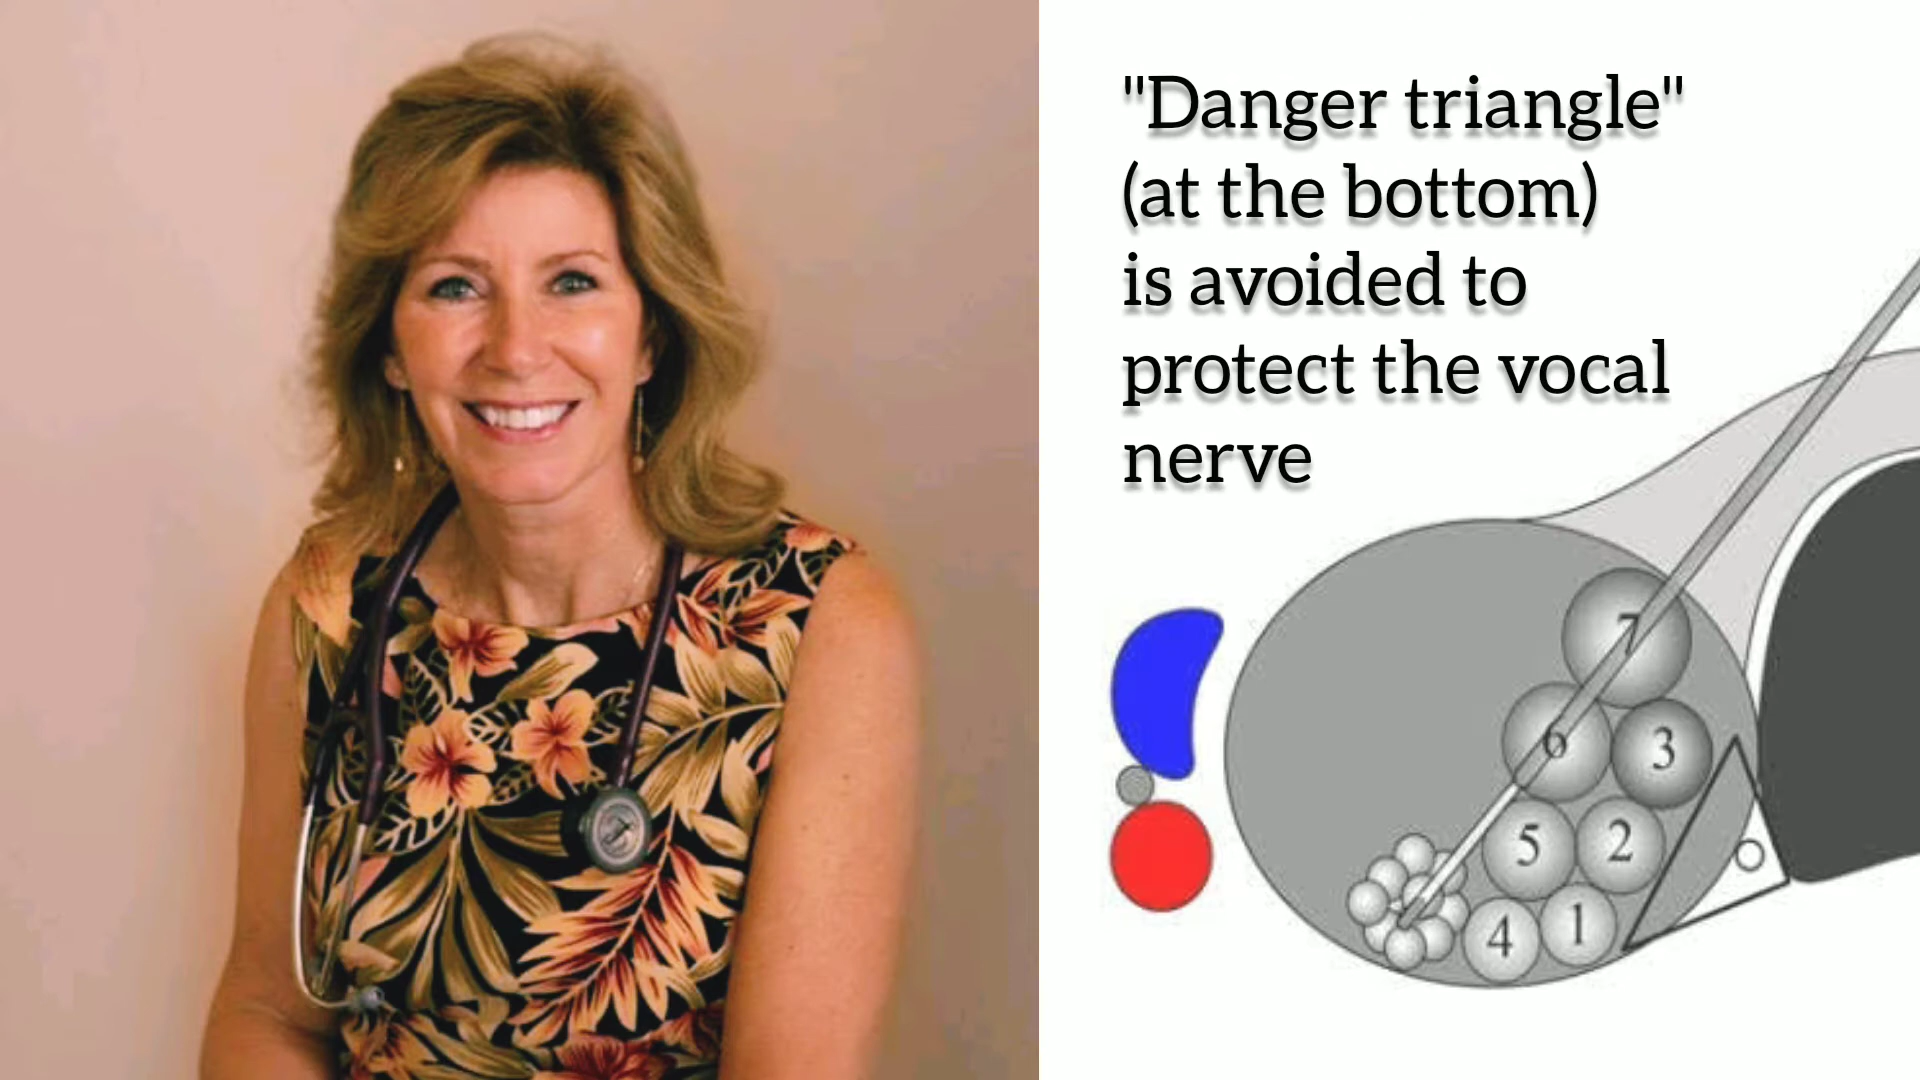 "Danger triangle"
(at the bottom)
is avoided to
protect the vocal
nerve
7
6
3
5
2
4
1